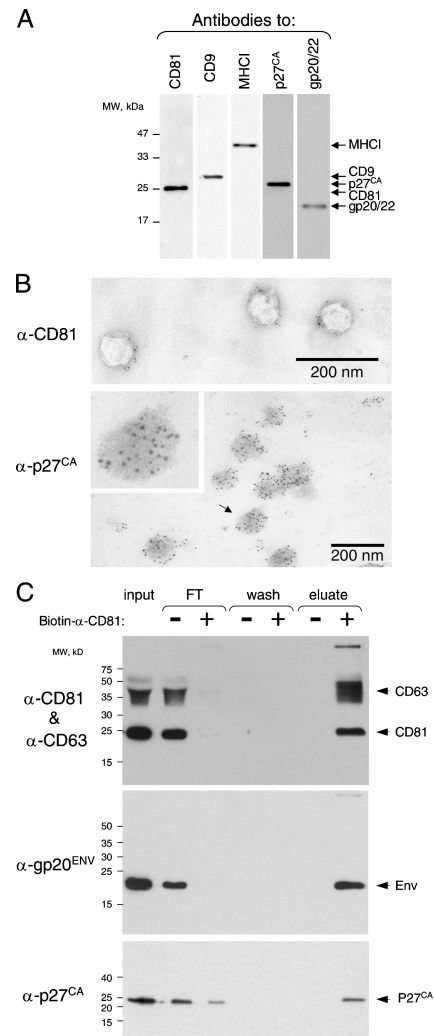 A
Antibodies to:
CD81 CD9 MHCI p27CA gp20/22
MW, kDa
47
33
25
17
MHCI
CD9
p27CA
CD81
gp20/22
B
α-CD81
200 nm
α-p27CA
200 nm
C
input FT wash eluate
Biotin-α-CD81: - + - + - +
MW, kD
75
50
35
30
25
15
α-CD81
&
α-CD63
CD63
CD81
50
35
30
25
15
α-gp20ENV
Env
40
25
20
15
α-p27CA
P27CA